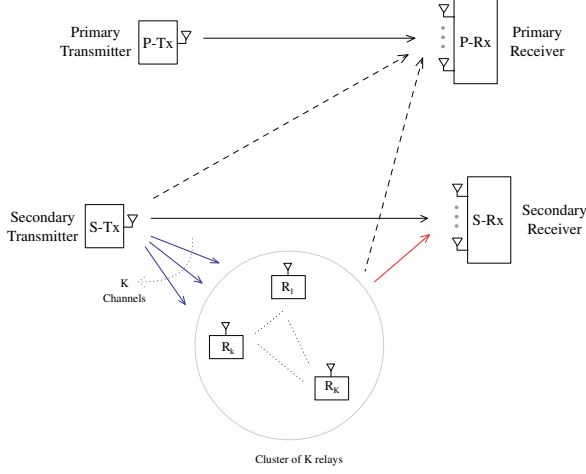 Primary
Transmitter
P-Tx
P-Rx
Primary
Receiver
Secondary
Transmitter
S-Tx
S-Rx
Secondary
Receiver
K
Channels
R1
Rk
RK
Cluster of K relays